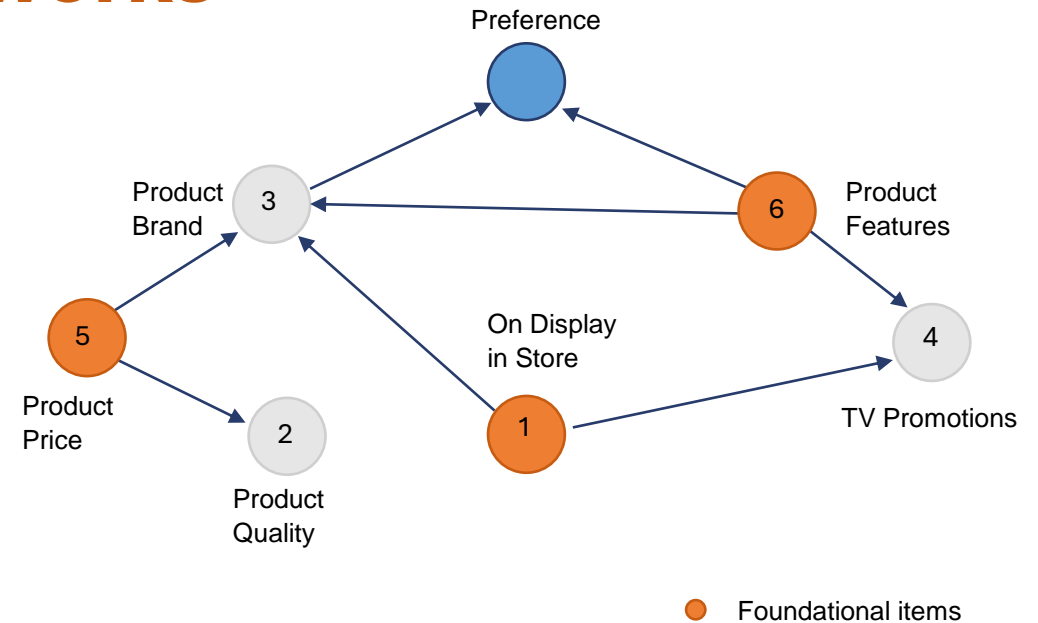 Preference
Product
Brand
3
6
Product
Features
5
On Display
in Store
4
Product
Price
2
1
TV Promotions
Product
Quality
Foundational items